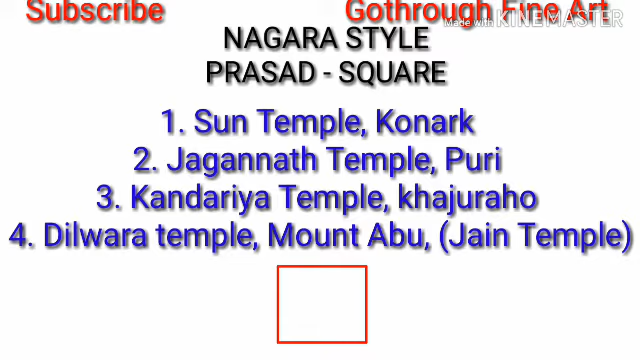 Subscribe Gothrough Fine Art
Made with KINEMASTER
NAGARA STYLE
PRASAD - SQUARE
1. Sun Temple, Konark
2. Jagannath Temple, Puri
3. Kandariya Temple, khajuraho
4. Dilwara temple, Mount Abu, (Jain Temple)